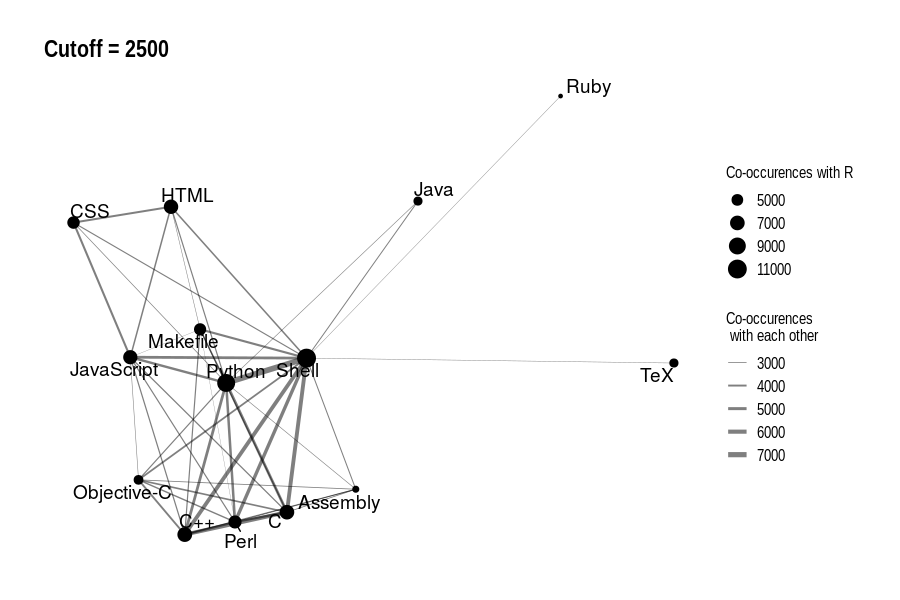 Cutoff = 2500
Ruby
Co-occurences with R
Java
CSS
HTML
5000
7000
9000
11000
Co-occurences
with each other
Makefile
JavaScript
Python
Shell
TeX
3000
4000
5000
6000
7000
Objective-C
Assembly
C++
C
Perl